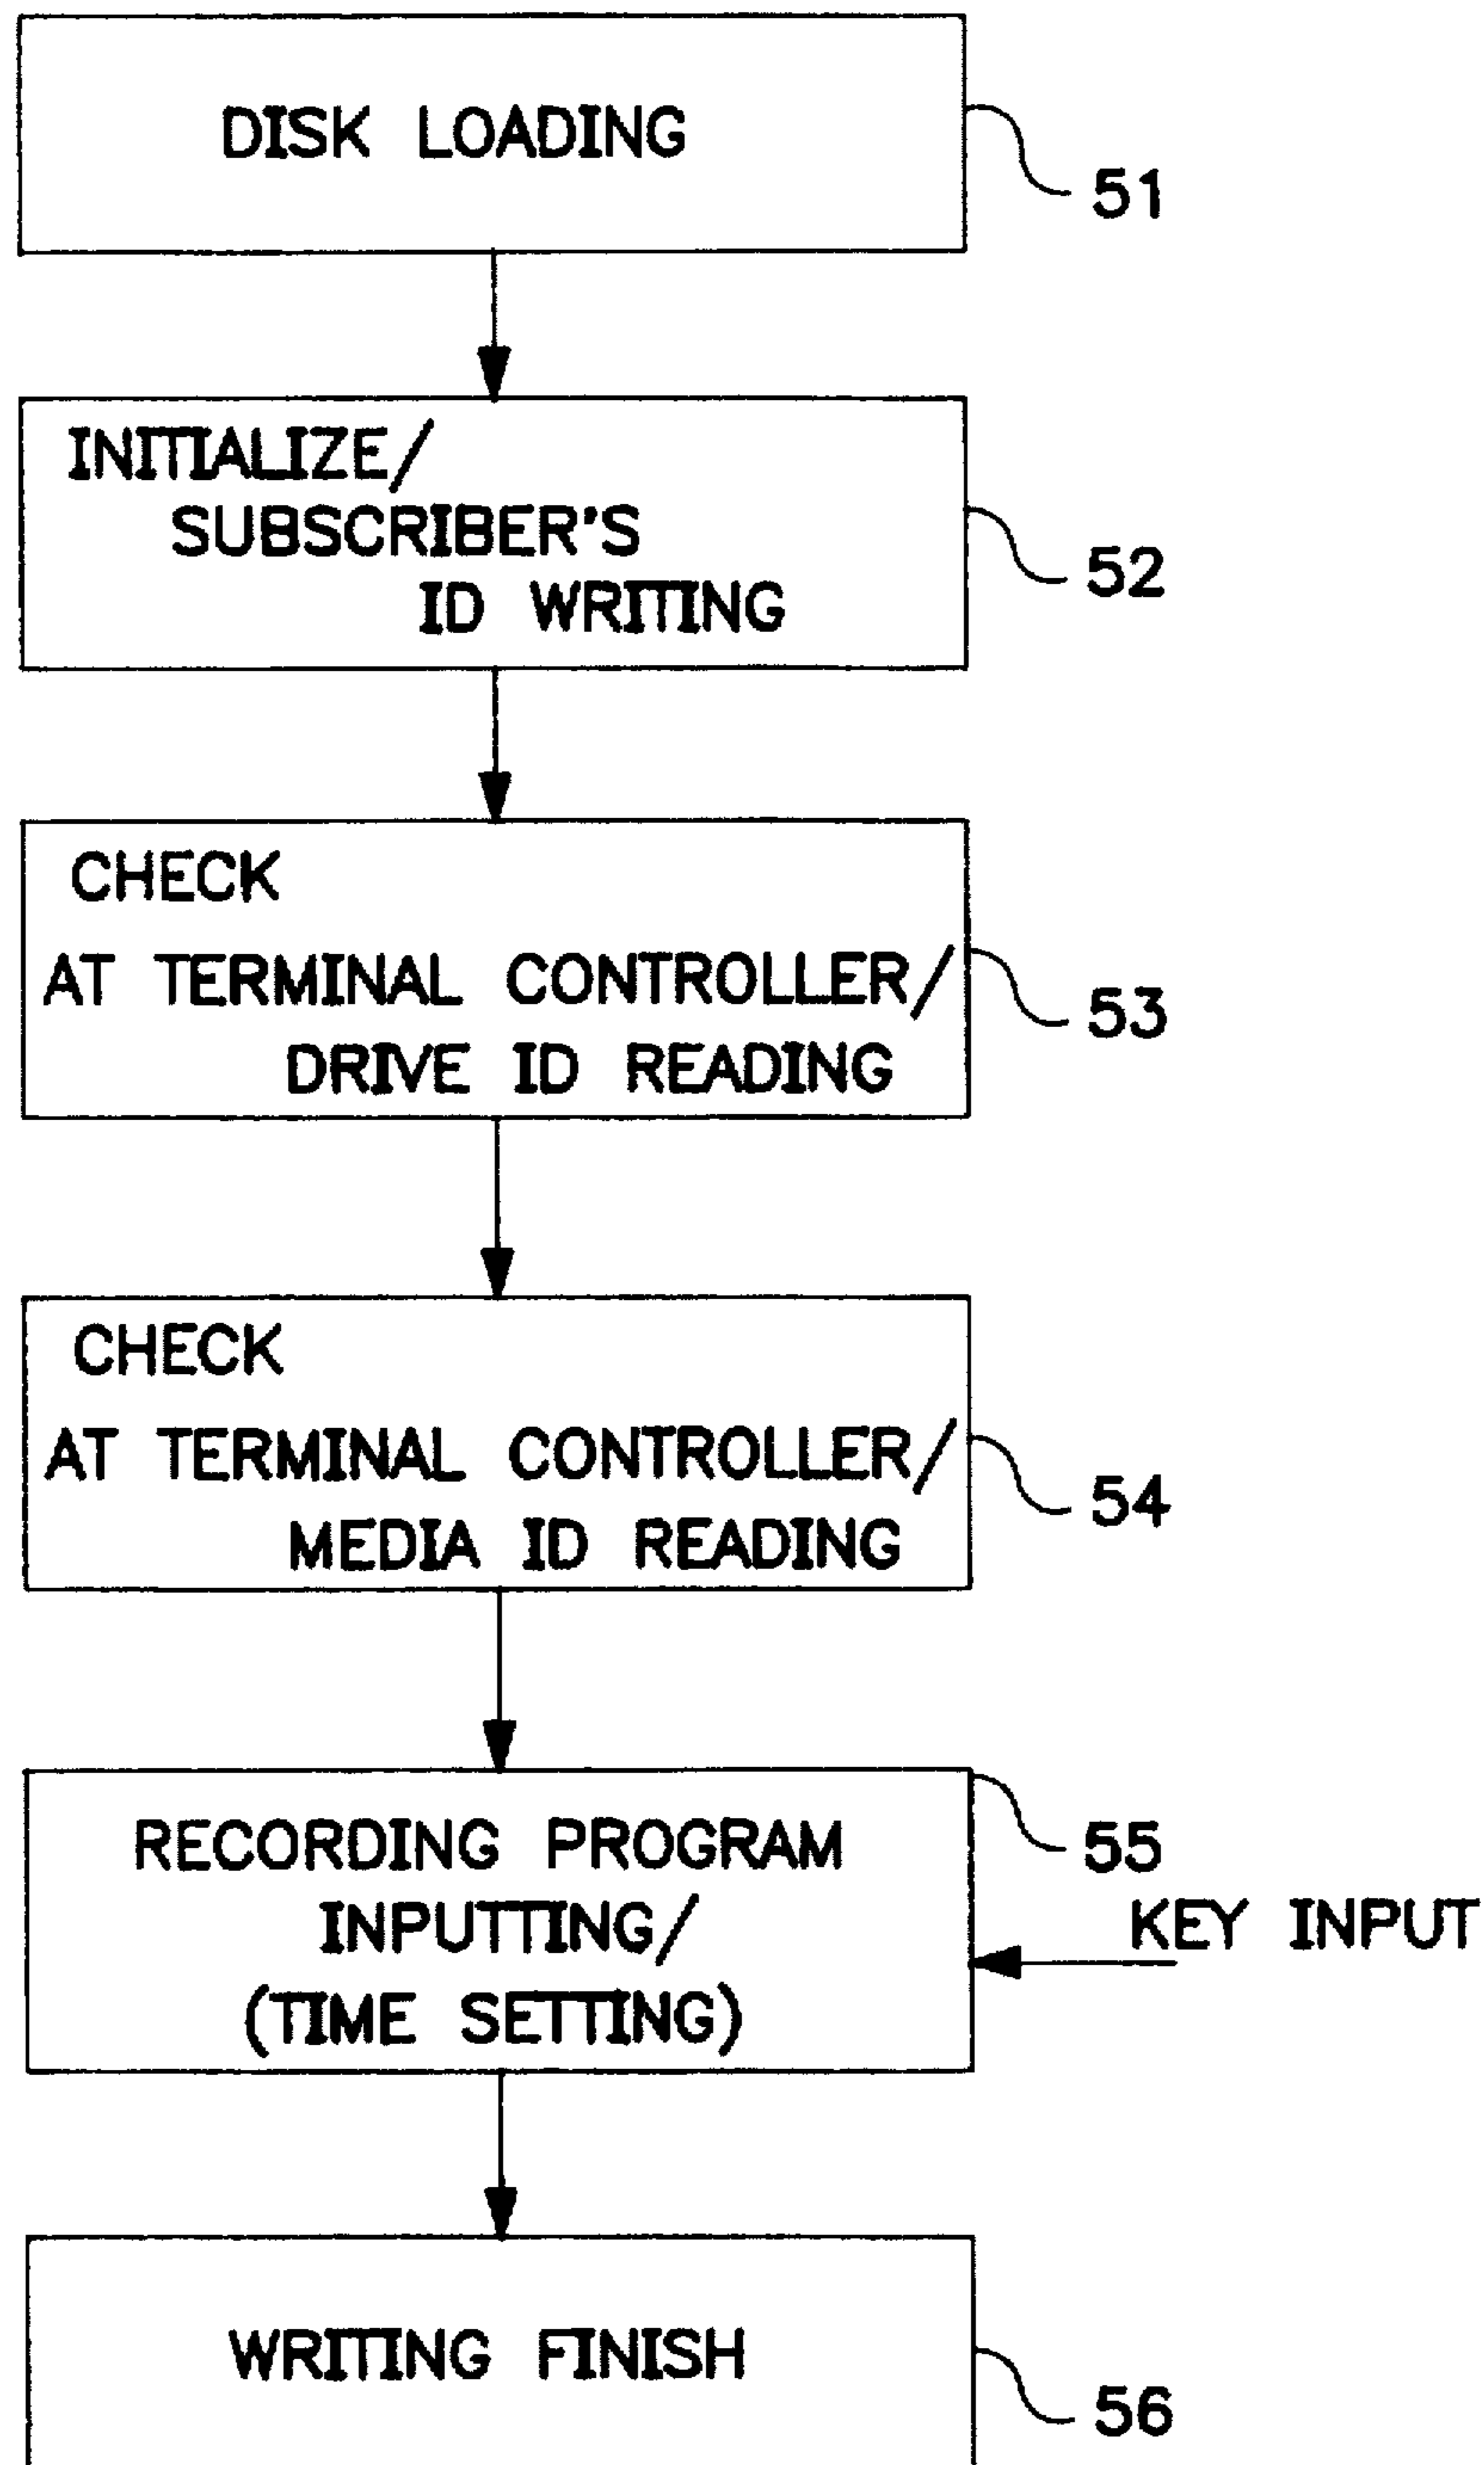 DISK LOADING
51
INITIALIZE/
SUBSCRIBER'S
ID WRITING
52
CHECK
AT TERMINAL CONTROLLER/
DRIVE ID READING
53
CHECK
AT TERMINAL CONTROLLER/
MEDIA ID READING
54
RECORDING PROGRAM
INPUTTING/
(TIME SETTING)
55
KEY INPUT
WRITING FINISH
56